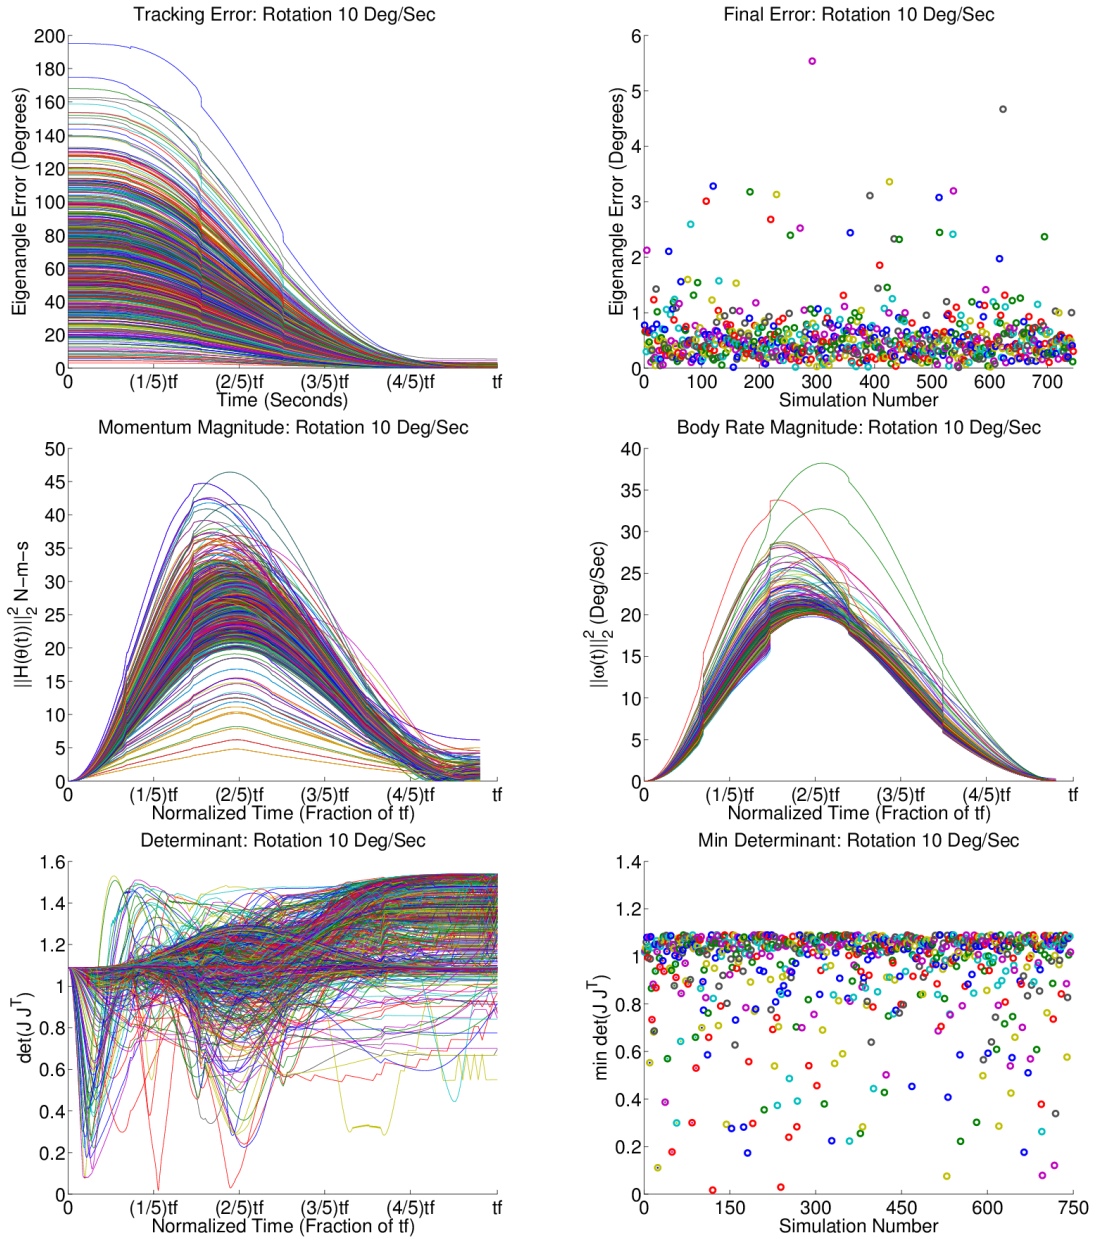 Tracking Error: Rotation 10 Deg/Sec
Eigenangle Error (Degrees)
200
180
160
140
120
100
80
60
40
20
0
0 (1/5)tf (2/5)tf (3/5)tf (4/5)tf tf
Time (Seconds)
Final Error: Rotation 10 Deg/Sec
Eigenangle Error (Degrees)
6
5
4
3
2
1
0
0 100 200 300 400 500 600 700
Simulation Number
Momentum Magnitude: Rotation 10 Deg/Sec
||H(θ(t))||₂² N−m−s
50
45
40
35
30
25
20
15
10
5
0
0 (1/5)tf (2/5)tf (3/5)tf (4/5)tf tf
Normalized Time (Fraction of tf)
Body Rate Magnitude: Rotation 10 Deg/Sec
||ω(t)||₂² (Deg/Sec)
40
35
30
25
20
15
10
5
0
0 (1/5)tf (2/5)tf (3/5)tf (4/5)tf tf
Normalized Time (Fraction of tf)
Determinant: Rotation 10 Deg/Sec
det(J Jᵀ)
1.6
1.4
1.2
1
0.8
0.6
0.4
0.2
0
0 (1/5)tf (2/5)tf (3/5)tf (4/5)tf tf
Normalized Time (Fraction of tf)
Min Determinant: Rotation 10 Deg/Sec
min det(J Jᵀ)
1.4
1.2
1
0.8
0.6
0.4
0.2
0
0 150 300 450 600 750
Simulation Number